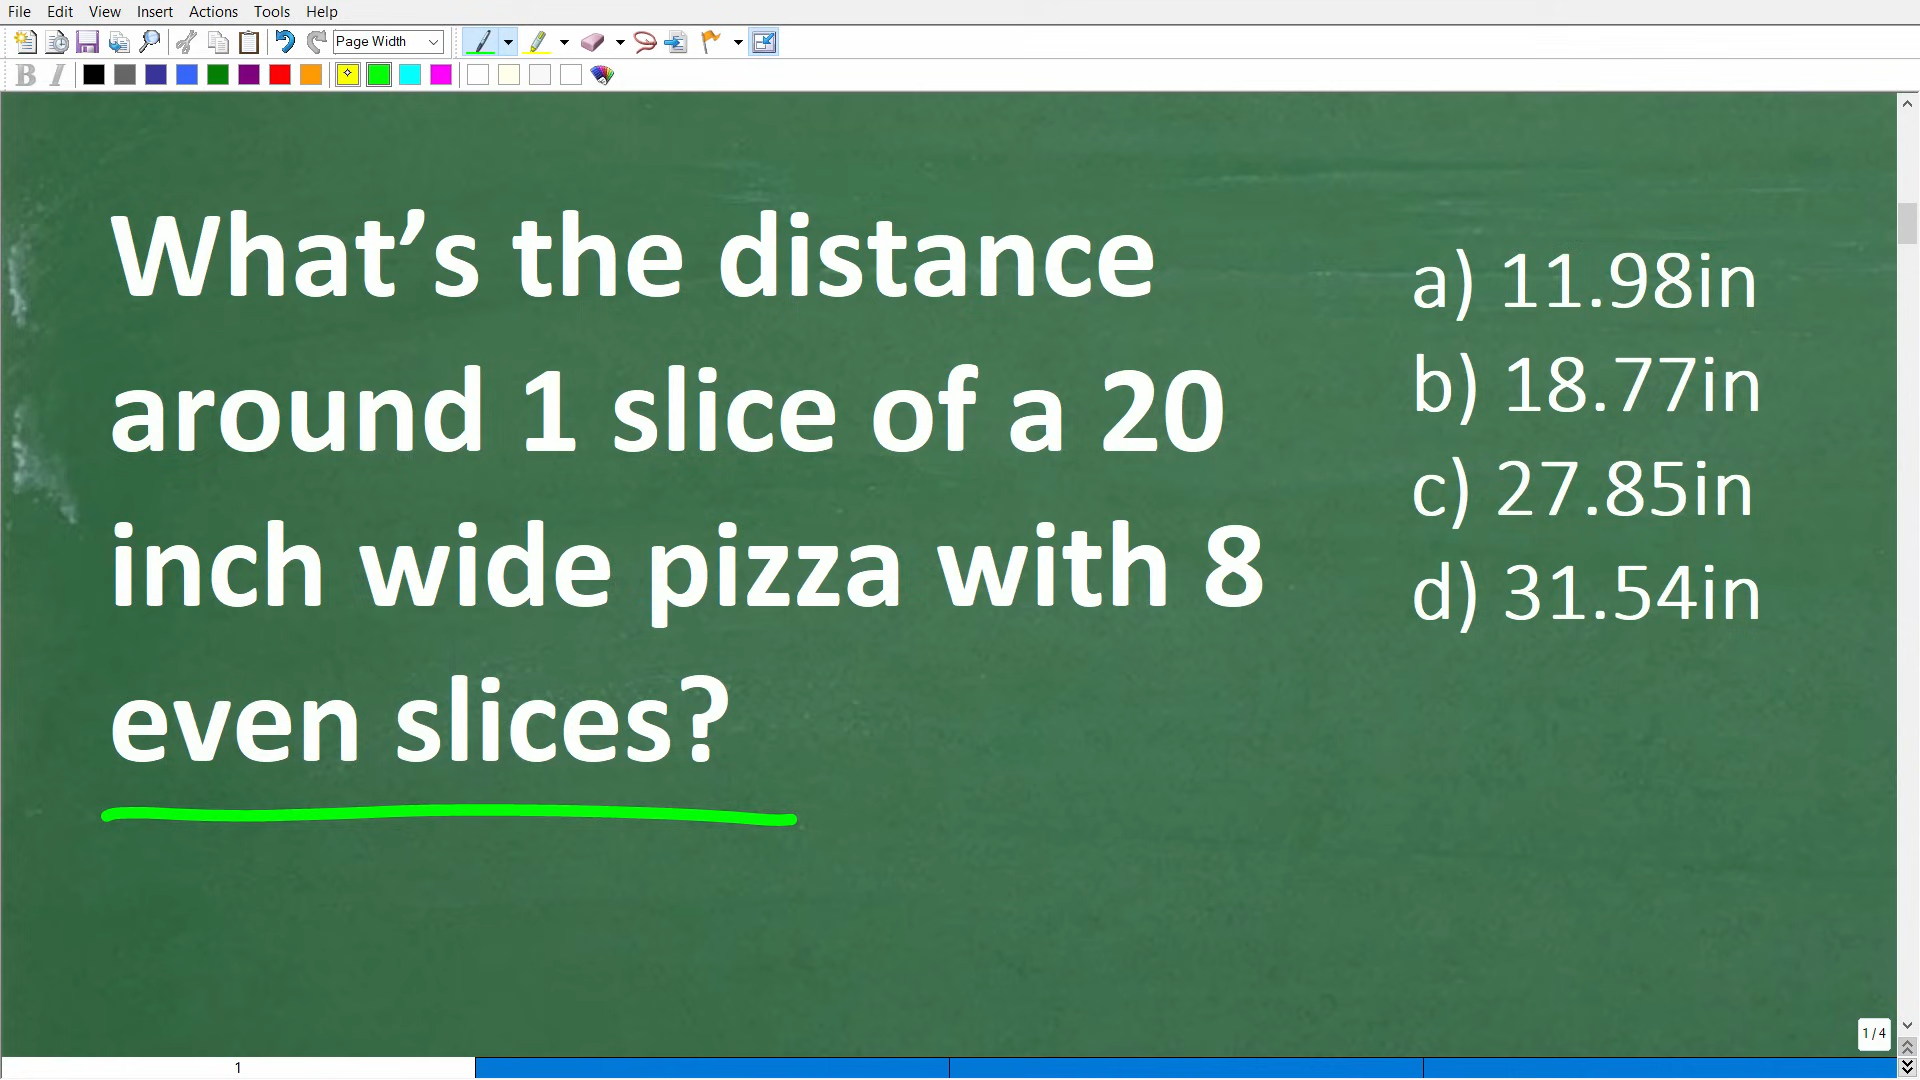 File Edit View Insert Actions Tools Help
Page Width
B I
What’s the distance
around 1 slice of a 20
inch wide pizza with 8
even slices?
a) 11.98in
b) 18.77in
c) 27.85in
d) 31.54in
1 / 4
1